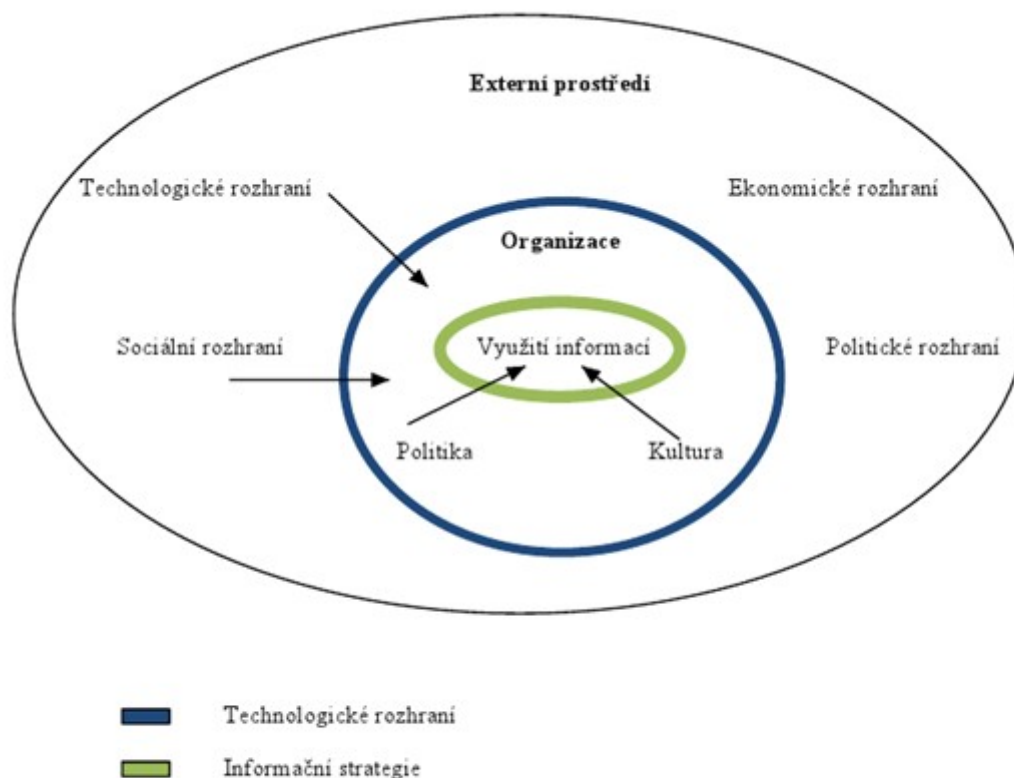 Externí prostředí
Technologické rozhraní
Ekonomické rozhraní
Organizace
Sociální rozhraní
Využití informací
Politické rozhraní
Politika
Kultura
Technologické rozhraní
Informační strategie